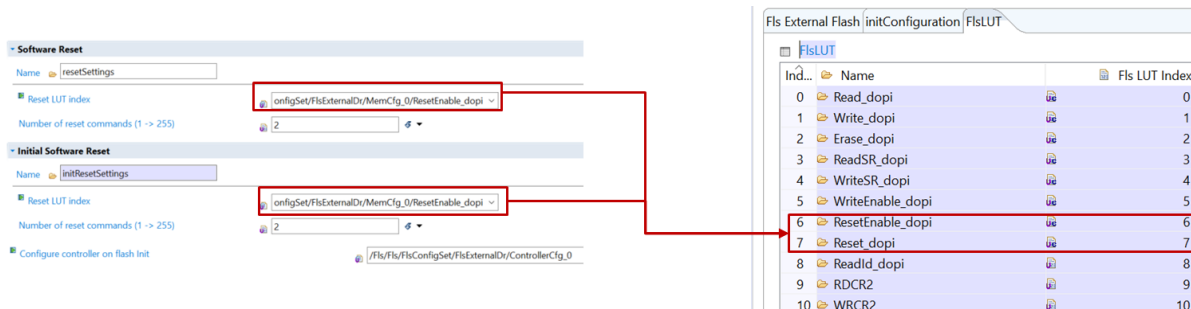 Software Reset
Name resetSettings
Reset LUT index onfigSet/FlsExternalDr/MemCfg_0/ResetEnable_dopi
Number of reset commands (1 -> 255) 2
Initial Software Reset
Name initResetSettings
Reset LUT index onfigSet/FlsExternalDr/MemCfg_0/ResetEnable_dopi
Number of reset commands (1 -> 255) 2
Configure controller on flash Init /Fls/Fls/FlsConfigSet/FlsExternalDr/ControllerCfg_0
Fls External Flash initConfiguration FlsLUT
FlsLUT
Ind... Name Fls LUT Index
0 Read_dopi 0
1 Write_dopi 1
2 Erase_dopi 2
3 ReadSR_dopi 3
4 WriteSR_dopi 4
5 WriteEnable_dopi 5
6 ResetEnable_dopi 6
7 Reset_dopi 7
8 ReadId_dopi 8
9 RDCR2 9
10 WRCR2 10